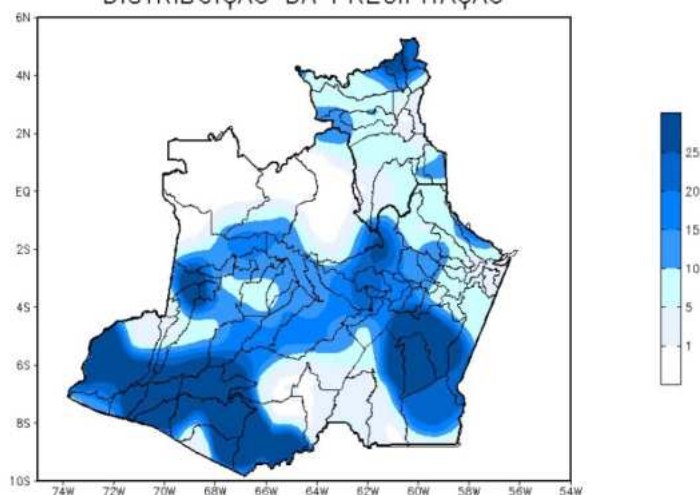 DISTRIBUIÇÃO DA PRECIPITAÇÃO
6N
4N
2N
EQ
2S
4S
6S
8S
10S
74W 72W 70W 68W 66W 64W 62W 60W 58W 56W 54W
25
20
15
10
5
1